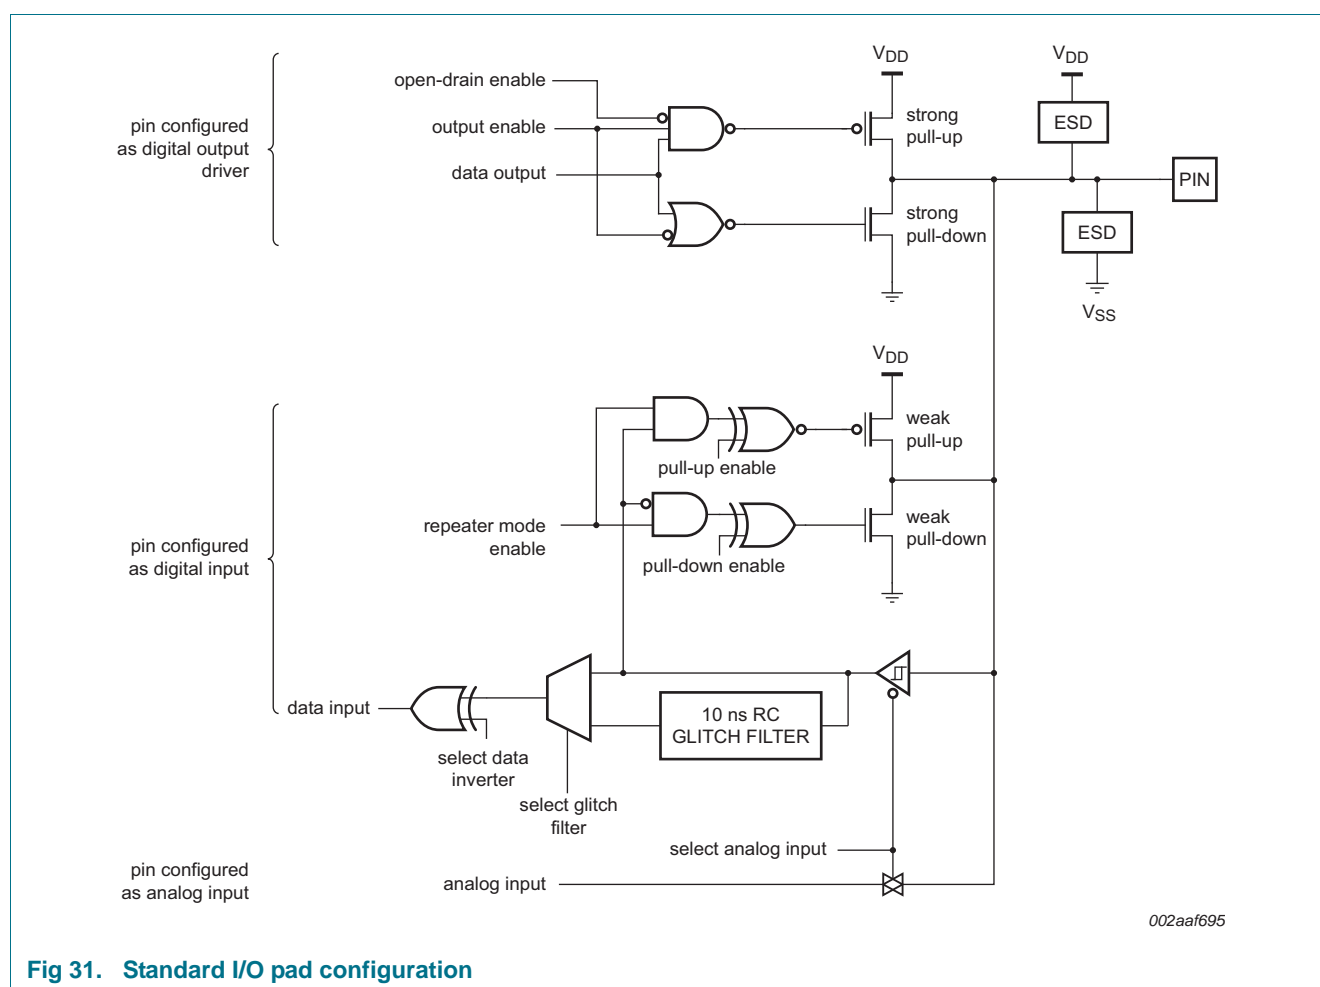 VDD
VDD
open-drain enable
strong
pull-up
ESD
pin configured
as digital output
driver
output enable
data output
PIN
strong
pull-down
ESD
VSS
VDD
weak
pull-up
pull-up enable
repeater mode
enable
weak
pull-down
pin configured
as digital input
pull-down enable
data input
10 ns RC
GLITCH FILTER
select data
inverter
select glitch
filter
select analog input
pin configured
as analog input
analog input
002aaf695
Fig 31. Standard I/O pad configuration